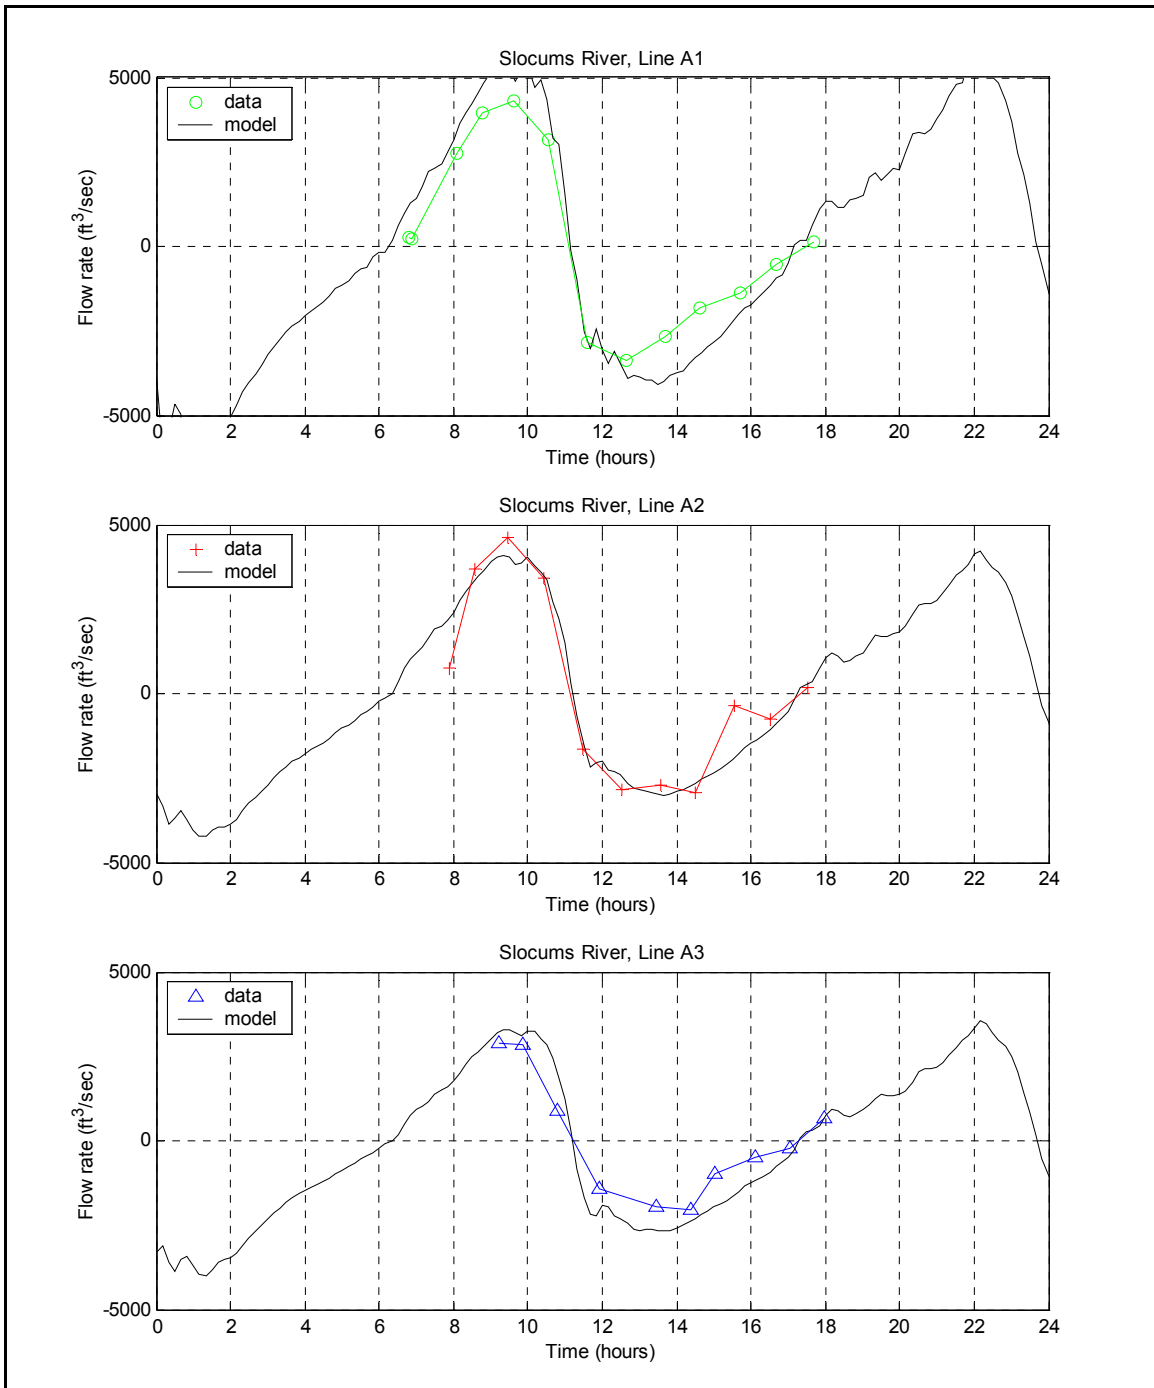 Slocums River, Line A1
5000
0
-5000
Flow rate (ft³/sec)
data
model
0 2 4 6 8 10 12 14 16 18 20 22 24
Time (hours)
Slocums River, Line A2
5000
0
-5000
Flow rate (ft³/sec)
data
model
0 2 4 6 8 10 12 14 16 18 20 22 24
Time (hours)
Slocums River, Line A3
5000
0
-5000
Flow rate (ft³/sec)
data
model
0 2 4 6 8 10 12 14 16 18 20 22 24
Time (hours)